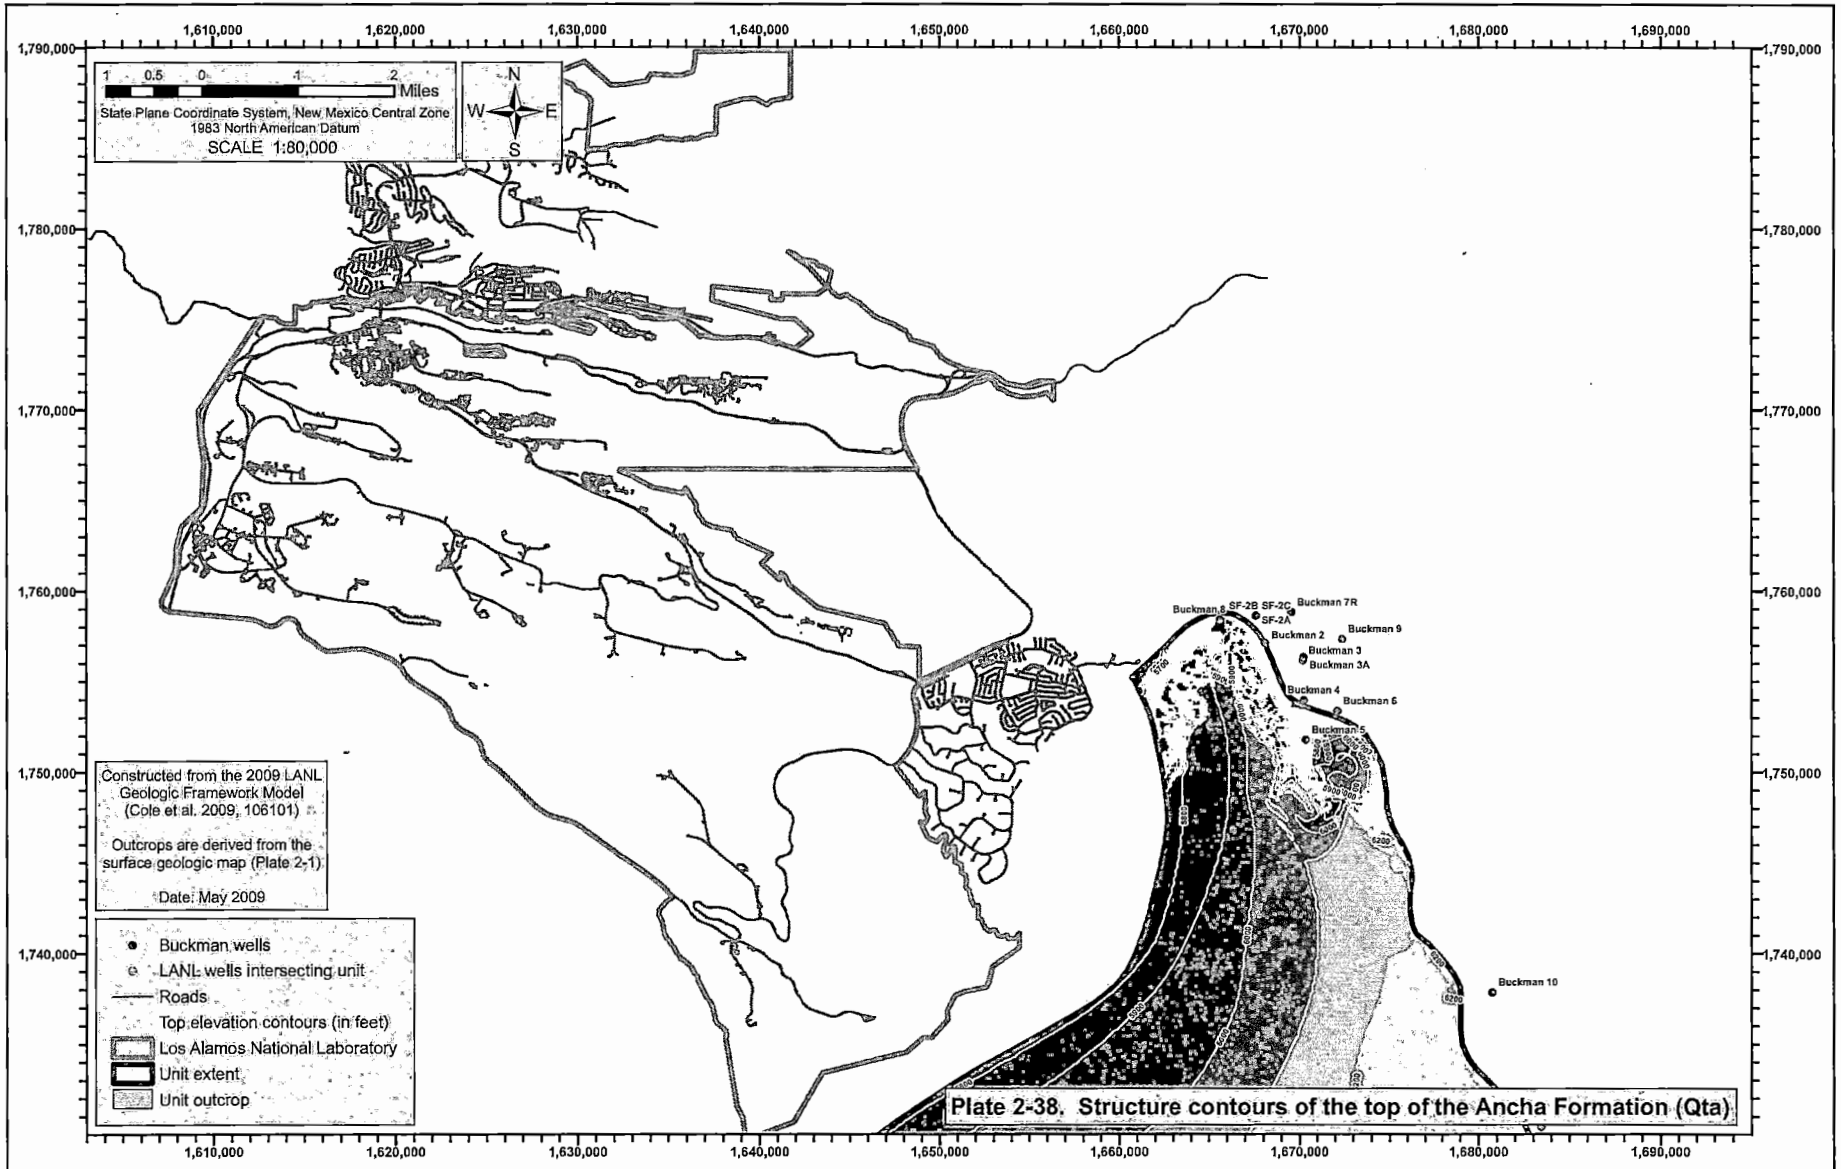 1,610,000 1,620,000 1,630,000 1,640,000 1,650,000 1,660,000 1,670,000 1,680,000 1,690,000
1,790,000 1,790,000
1 0.5 0 1 2
Miles
State Plane Coordinate System, New Mexico Central Zone
1983 North American Datum
SCALE 1:80,000
N
W E
S
1,780,000 1,780,000
1,770,000 1,770,000
1,760,000 1,760,000
Buckman 8 SF-2B SF-2C Buckman 7R
SF-2A
Buckman 2 Buckman 9
Buckman 3
Buckman 3A
5700
Buckman 4
Buckman 6
Buckman 5
1,750,000 1,750,000
5800
6200
6200
Constructed from the 2009 LANL
Geologic Framework Model
(Cole et al. 2009, 106101)
Outcrops are derived from the
surface geologic map (Plate 2-1)
Date: May 2009
1,740,000 1,740,000
6000
6200
6200
Buckman 10
Buckman wells
LANL wells intersecting unit
Roads
Top elevation contours (in feet)
Los Alamos National Laboratory
Unit extent
Unit outcrop
Plate 2-38. Structure contours of the top of the Ancha Formation (Qta)
1,610,000 1,620,000 1,630,000 1,640,000 1,650,000 1,660,000 1,670,000 1,680,000 1,690,000